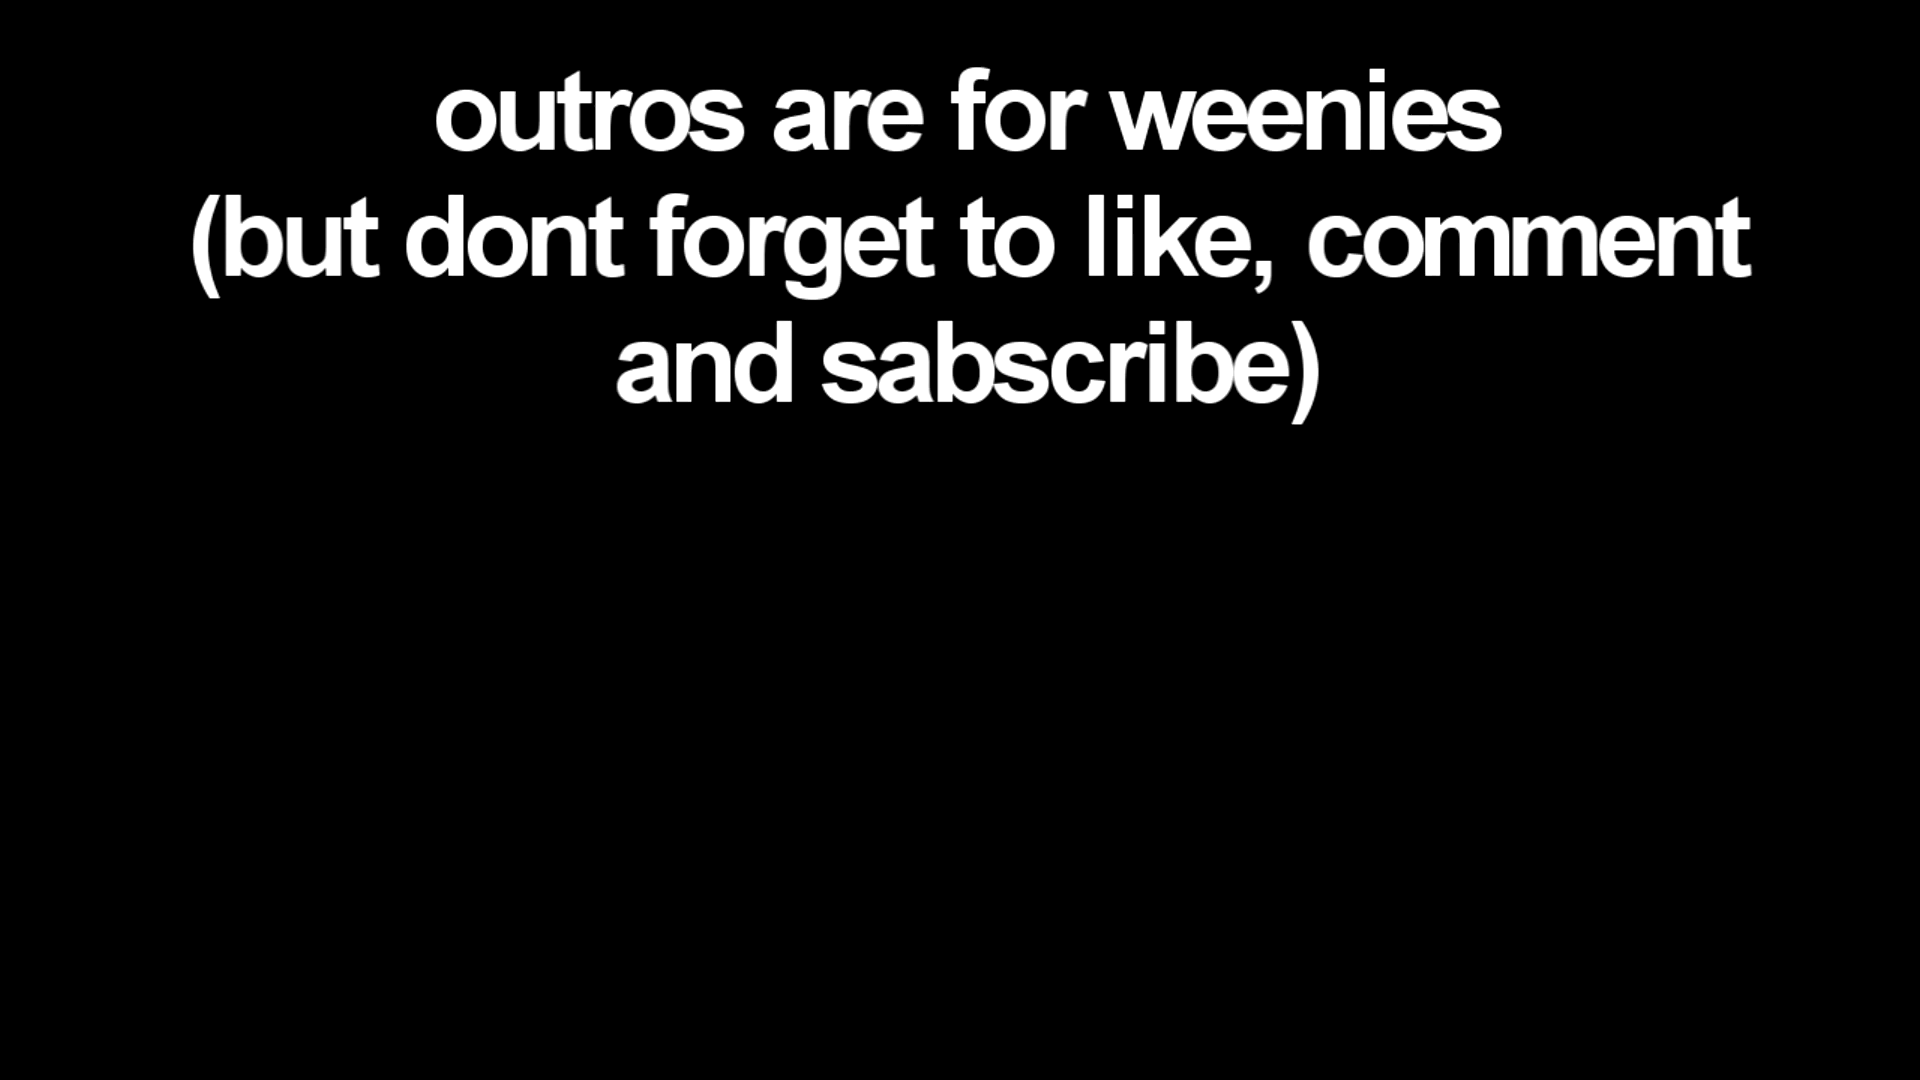 outros are for weenies
(but dont forget to like, comment
and sabscribe)